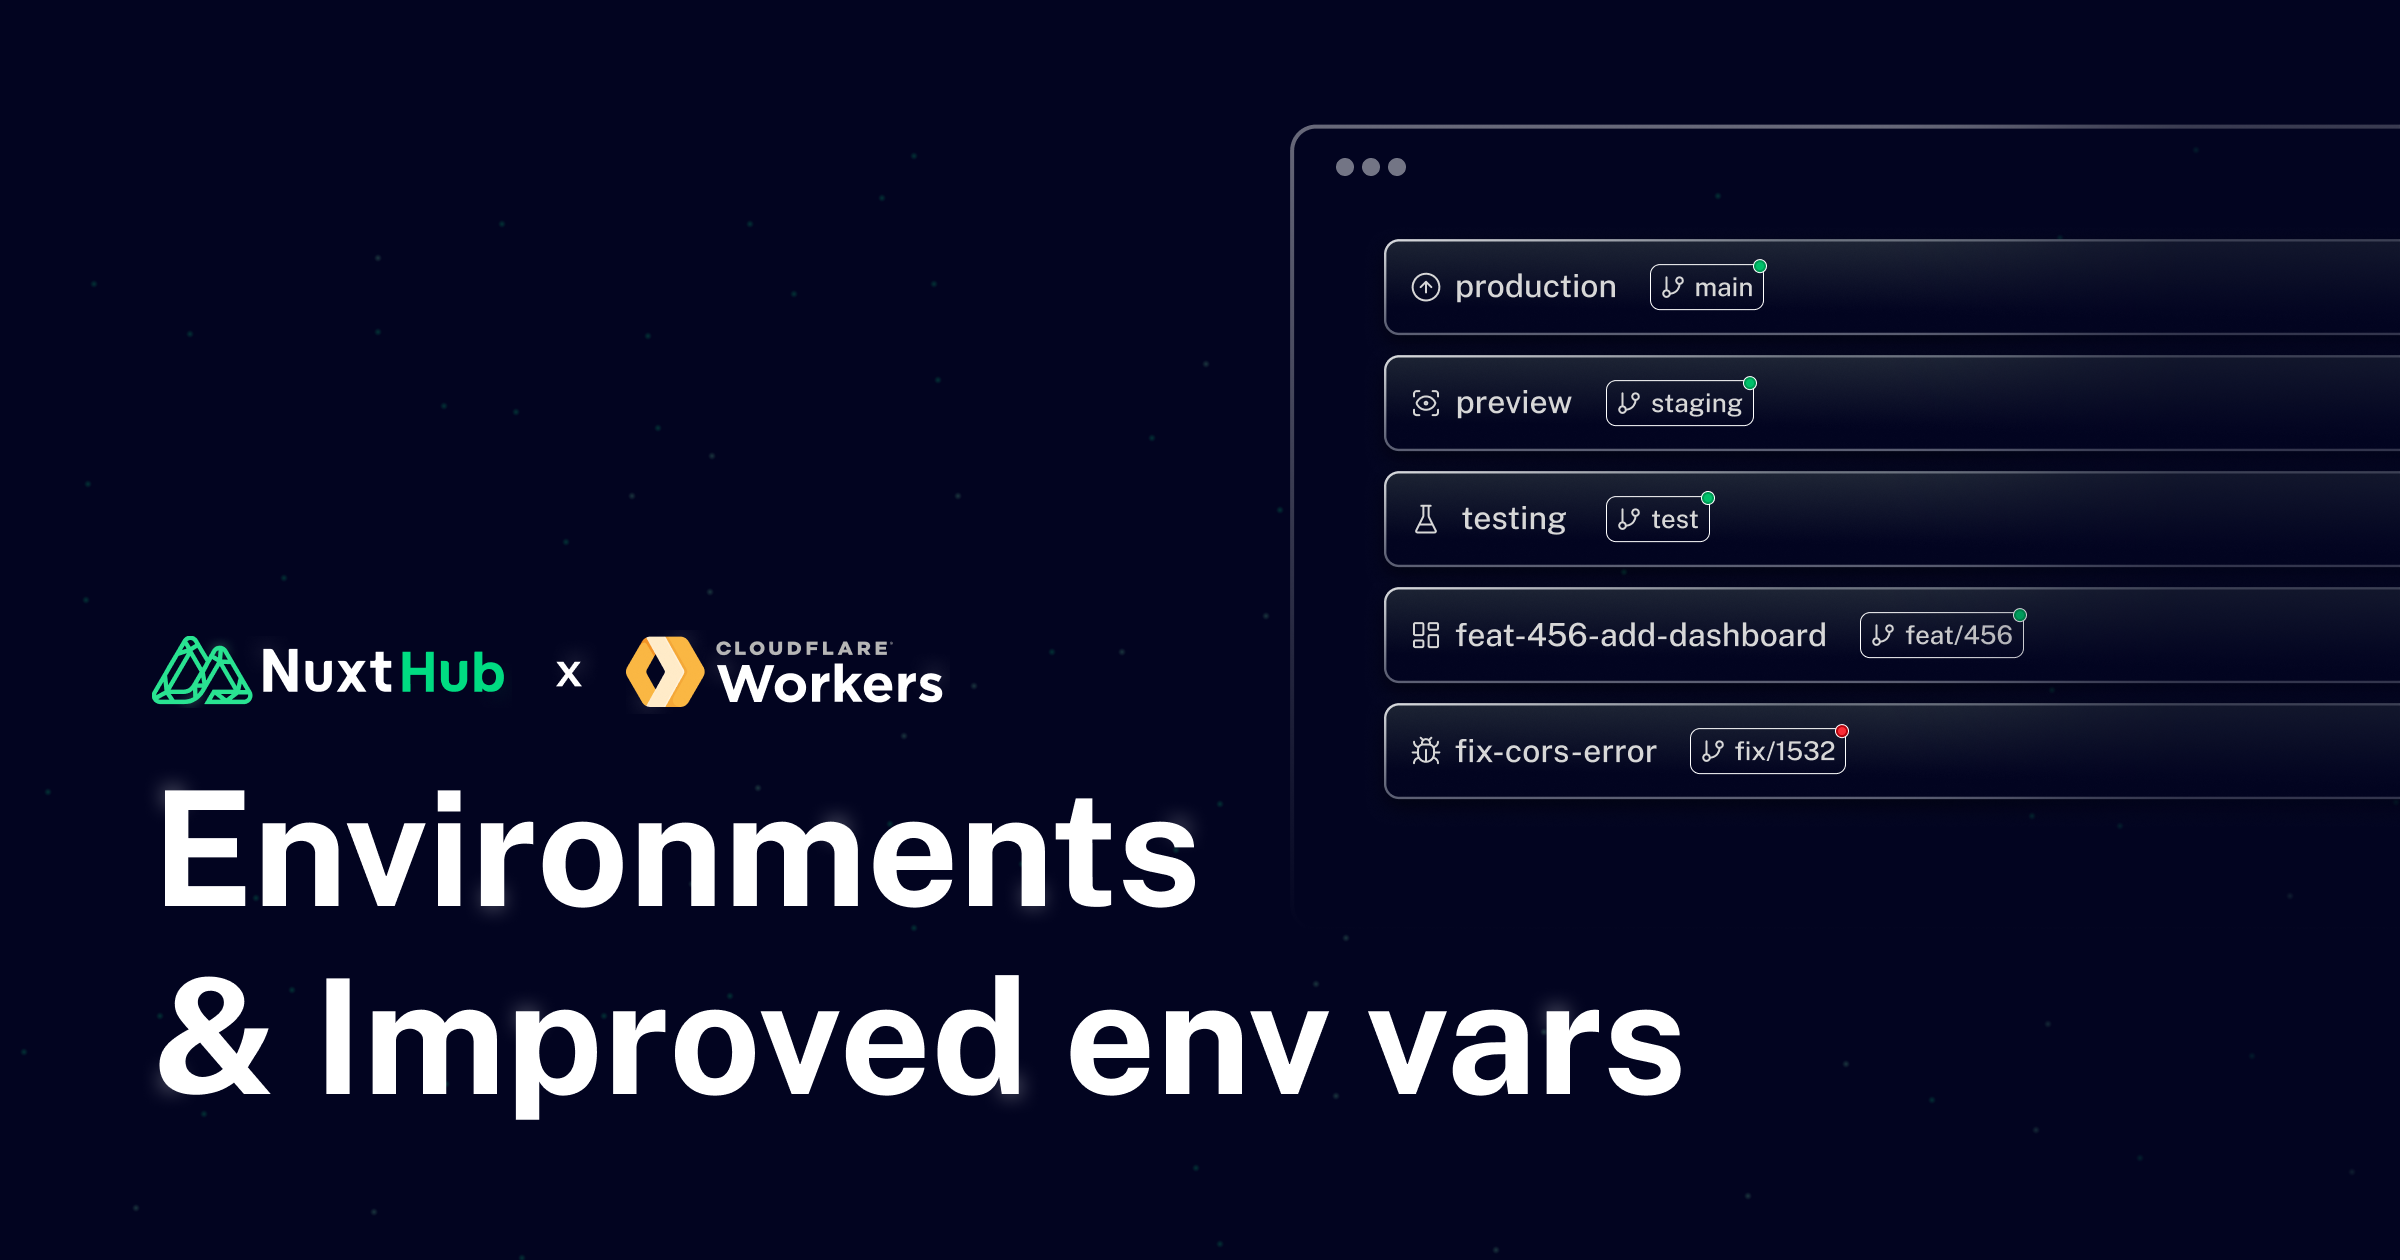 production main
preview staging
testing test
feat-456-add-dashboard feat/456
fix-cors-error fix/1532
NuxtHub x CLOUDFLARE Workers
Environments
& Improved env vars